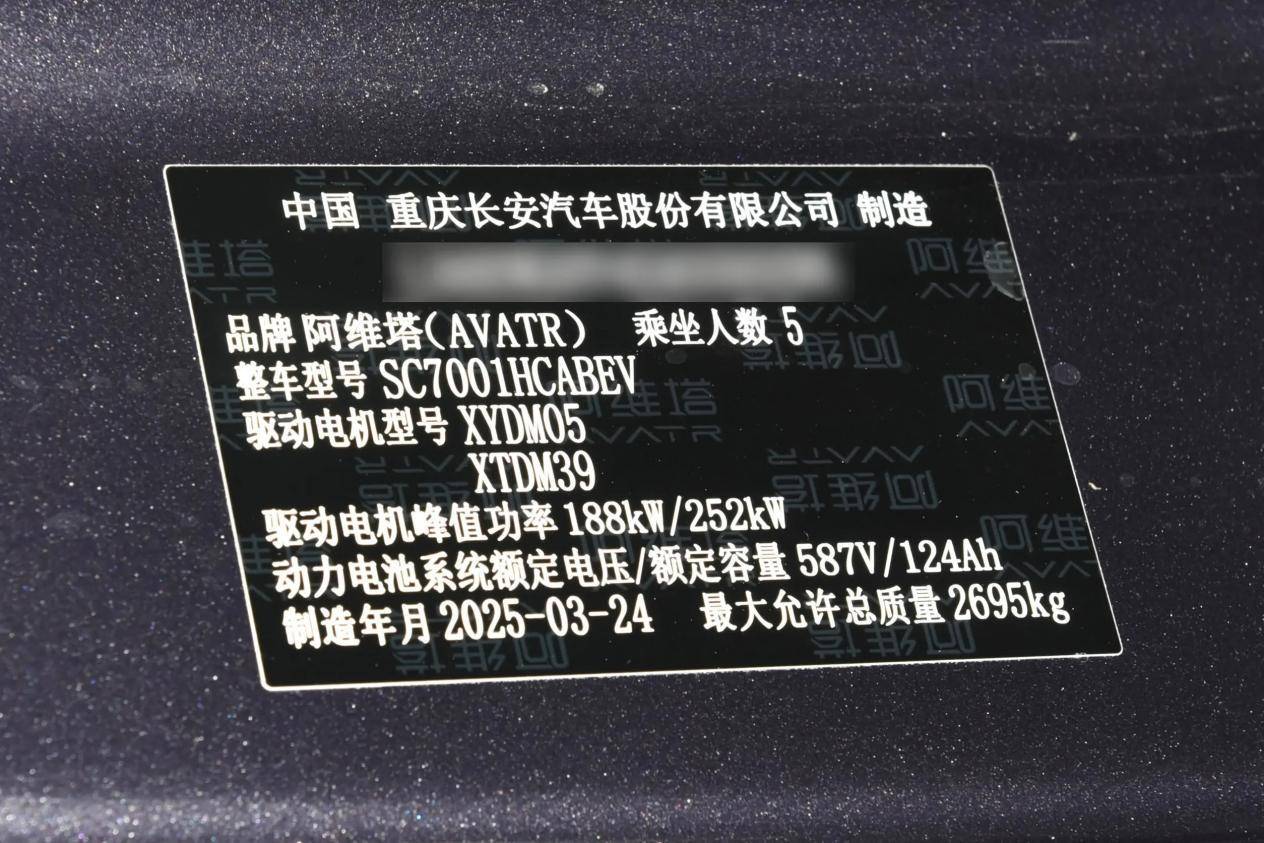 中国 重庆长安汽车股份有限公司 制造
品牌 阿维塔(AVATR) 乘坐人数 5
整车型号 SC7001HCABEV
驱动电机型号 XYDM05
XTDM39
驱动电机峰值功率 188kW/252kW
动力电池系统额定电压/额定容量 587V/124Ah
制造年月 2025-03-24 最大允许总质量 2695kg